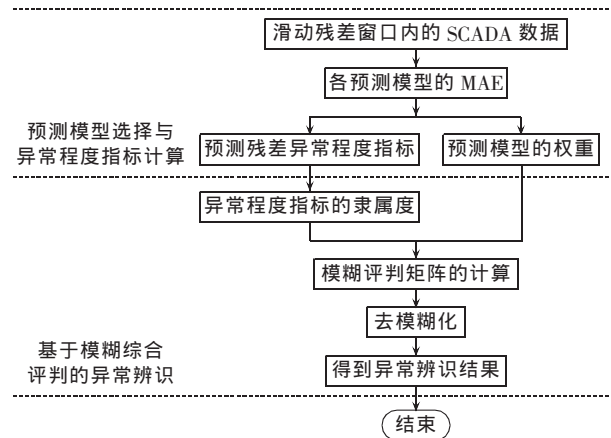 滑动残差窗口内的 SCADA 数据
各预测模型的 MAE
预测模型选择与
异常程度指标计算
预测残差异常程度指标
预测模型的权重
异常程度指标的隶属度
模糊评判矩阵的计算
去模糊化
基于模糊综合
评判的异常辨识
得到异常辨识结果
结束